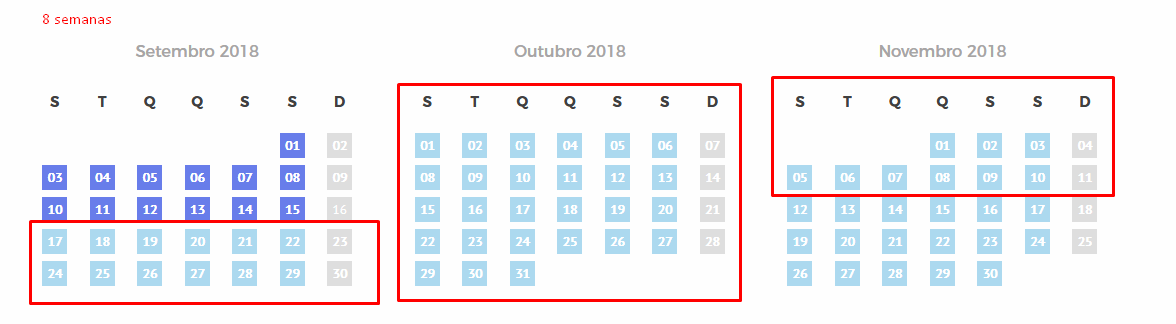 8 semanas
Setembro 2018
S T Q Q S S D
01 02
03 04 05 06 07 08 09
10 11 12 13 14 15 16
17 18 19 20 21 22 23
24 25 26 27 28 29 30
Outubro 2018
S T Q Q S S D
01 02 03 04 05 06 07
08 09 10 11 12 13 14
15 16 17 18 19 20 21
22 23 24 25 26 27 28
29 30 31
Novembro 2018
S T Q Q S S D
01 02 03 04
05 06 07 08 09 10 11
12 13 14 15 16 17 18
19 20 21 22 23 24 25
26 27 28 29 30